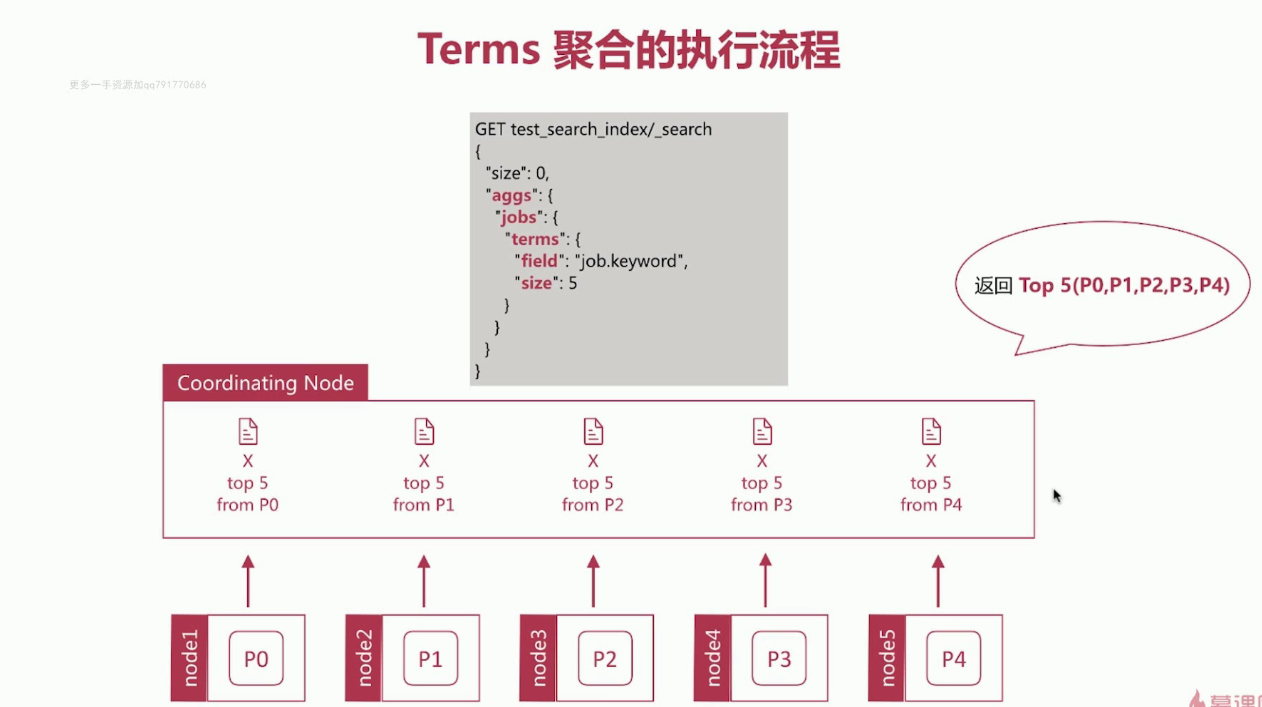 Terms 聚合的执行流程
更多一手资源加qq791770686
GET test_search_index/_search
{
"size": 0,
"aggs": {
"jobs": {
"terms": {
"field": "job.keyword",
"size": 5
}
}
}
}
返回 Top 5(P0,P1,P2,P3,P4)
Coordinating Node
X
top 5
from P0
X
top 5
from P1
X
top 5
from P2
X
top 5
from P3
X
top 5
from P4
node1
P0
node2
P1
node3
P2
node4
P3
node5
P4